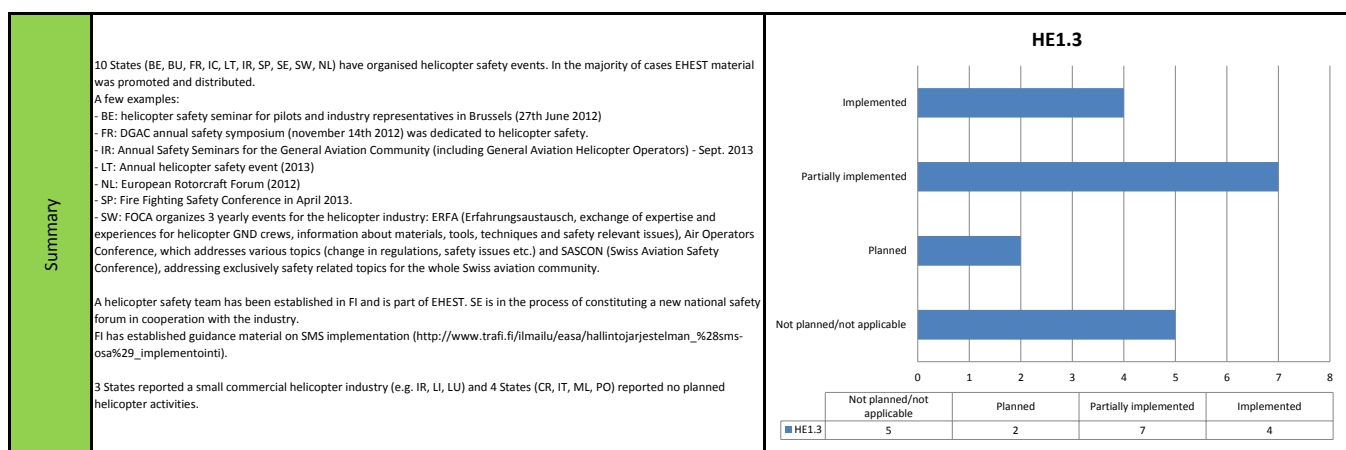 Summary
10 States (BE, BU, FR, IC, LT, IR, SP, SE, SW, NL) have organised helicopter safety events. In the majority of cases EHEST material
was promoted and distributed.
A few examples:
- BE: helicopter safety seminar for pilots and industry representatives in Brussels (27th June 2012)
- FR: DGAC annual safety symposium (november 14th 2012) was dedicated to helicopter safety.
- IR: Annual Safety Seminars for the General Aviation Community (including General Aviation Helicopter Operators) - Sept. 2013
- LT: Annual helicopter safety event (2013)
- NL: European Rotorcraft Forum (2012)
- SP: Fire Fighting Safety Conference in April 2013.
- SW: FOCA organizes 3 yearly events for the helicopter industry: ERFA (Erfahrungsaustausch, exchange of expertise and
experiences for helicopter GND crews, information about materials, tools, techniques and safety relevant issues), Air Operators
Conference, which addresses various topics (change in regulations, safety issues etc.) and SASCON (Swiss Aviation Safety
Conference), addressing exclusively safety related topics for the whole Swiss aviation community.
A helicopter safety team has been established in FI and is part of EHEST. SE is in the process of constituting a new national safety
forum in cooperation with the industry.
FI has established guidance material on SMS implementation (http://www.trafi.fi/ilmailu/easa/hallintojarjestelman_%28sms-
osa%29_implementointi).
3 States reported a small commercial helicopter industry (e.g. IR, LI, LU) and 4 States (CR, IT, ML, PO) reported no planned
helicopter activities.
HE1.3
Implemented
Partially implemented
Planned
Not planned/not applicable
0 1 2 3 4 5 6 7 8
Not planned/not
applicable
Planned
Partially implemented
Implemented
HE1.3 5 2 7 4